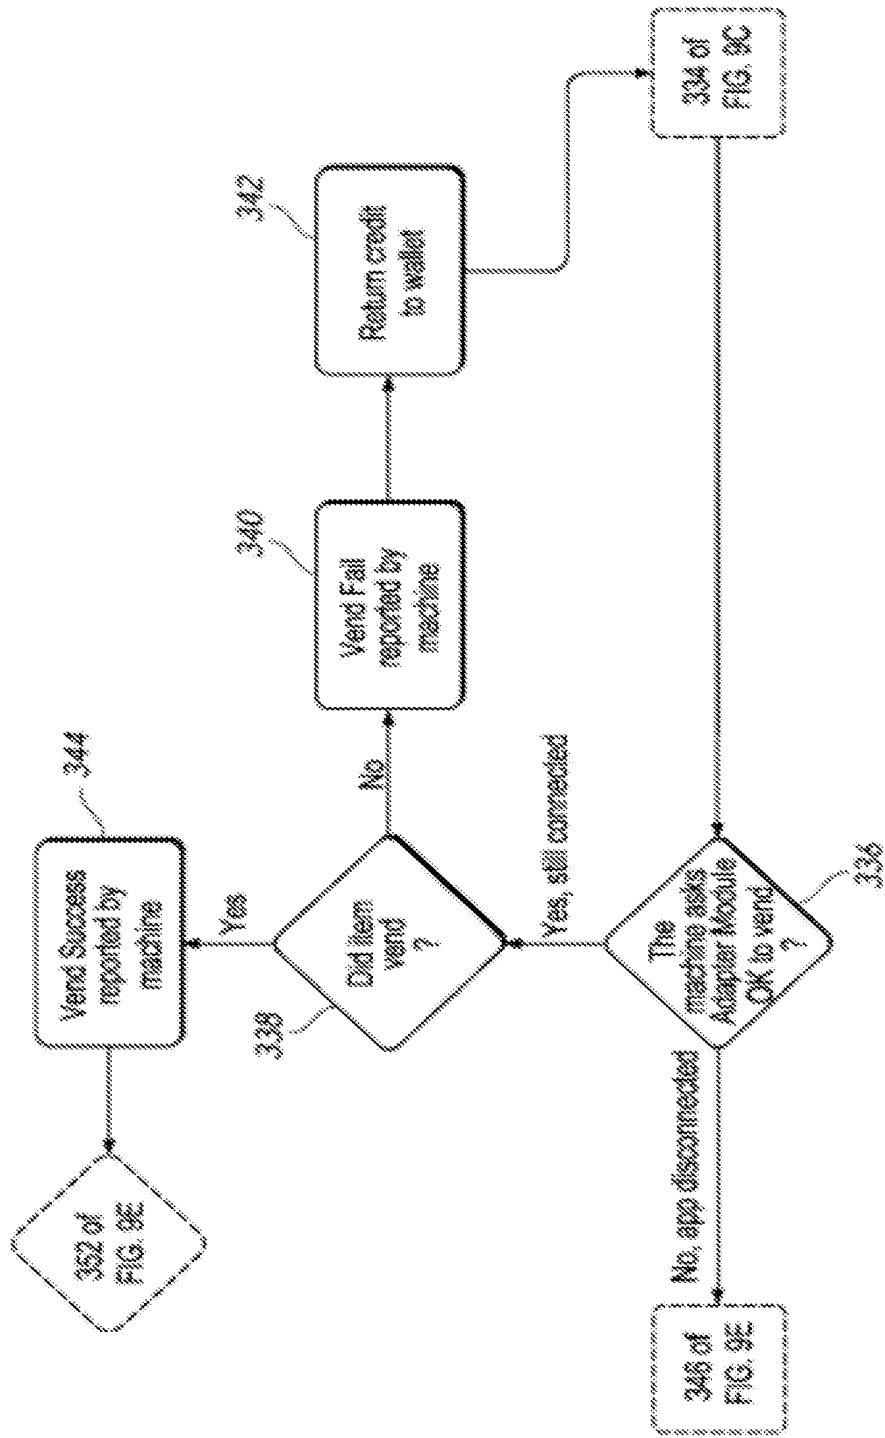 352 of
FIG. 9E
Vend Success
reported by
machine
344
Yes
338
Did item
vend
?
No
340
Vend Fail
reported by
machine
342
Return credit
to wallet
Yes, still connected
346 of
FIG. 9E
No, app disconnected
The
machine asks
Adapter Module
OK to vend
?
336
334 of
FIG. 9C